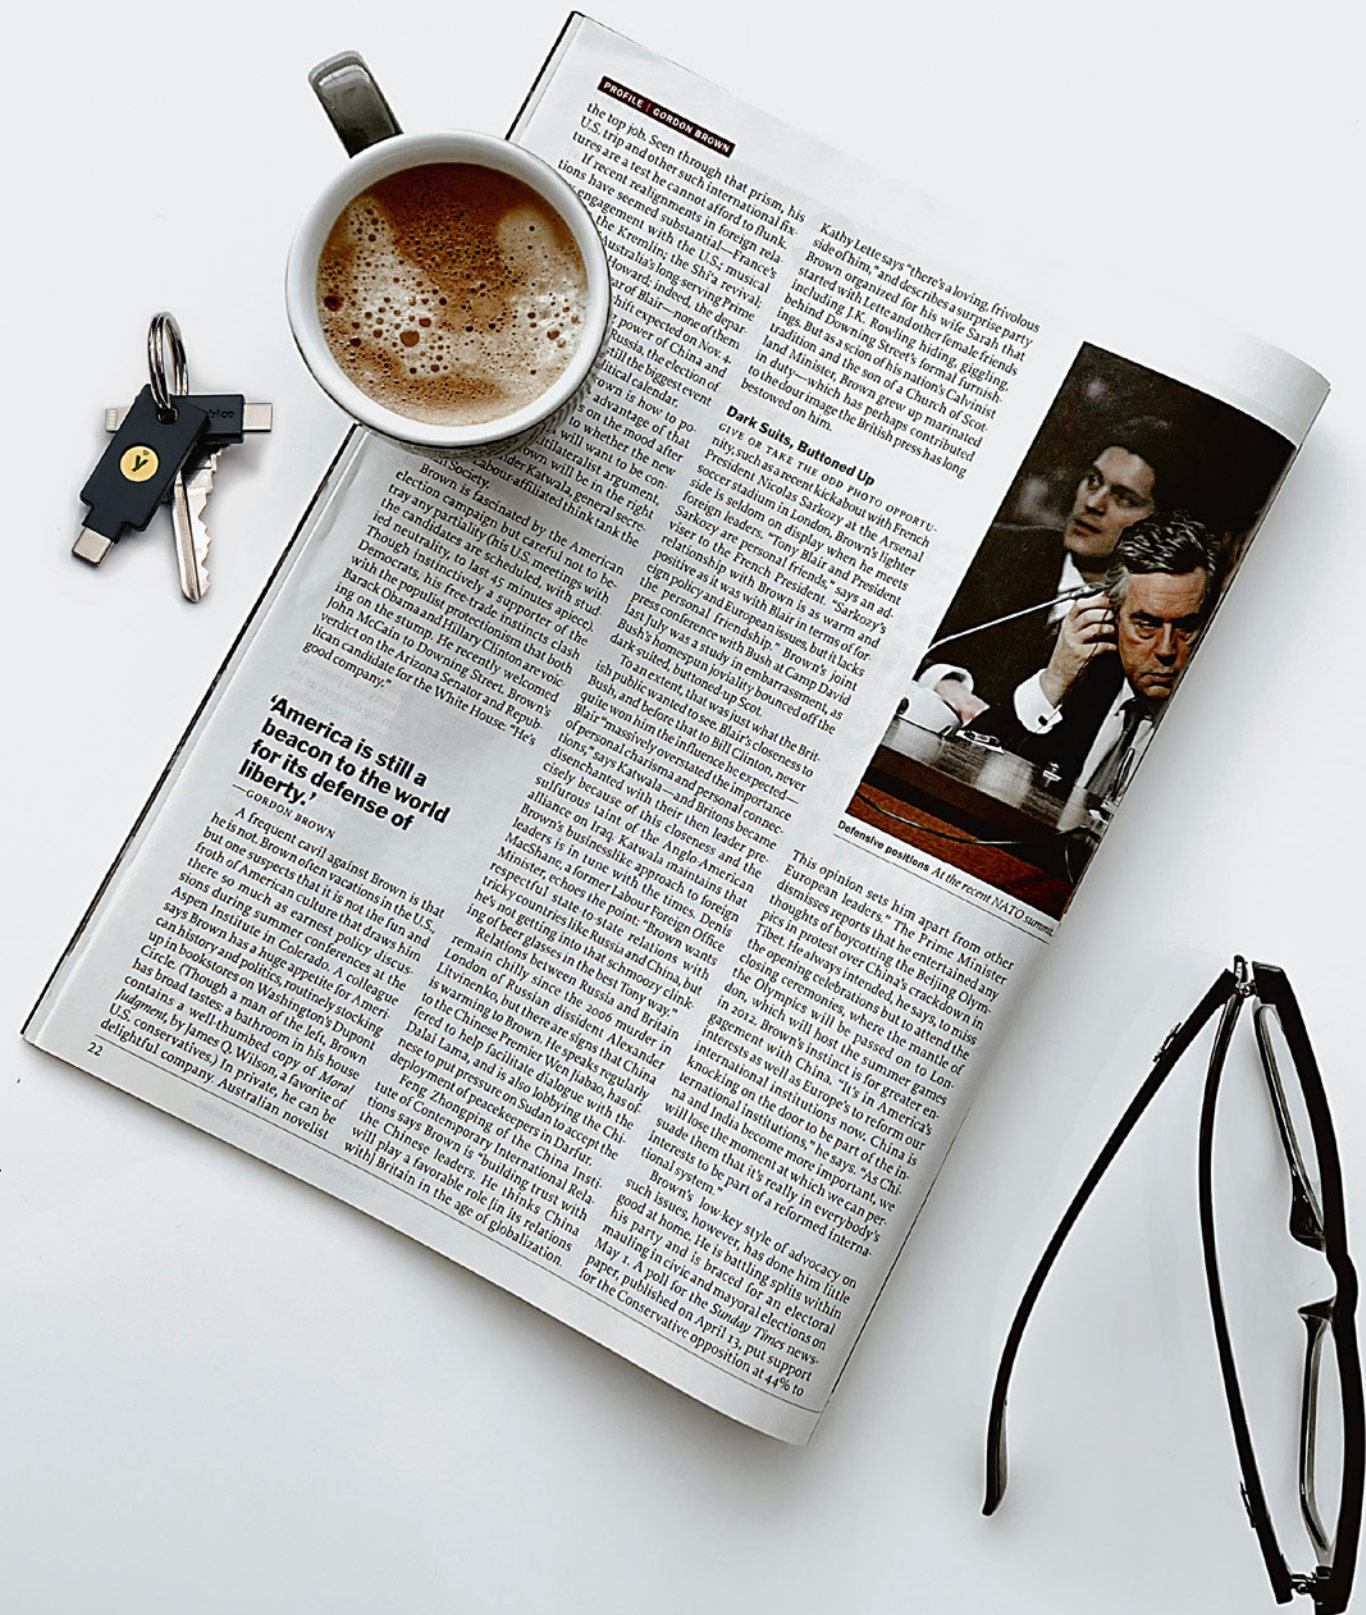 PROFILE | GORDON BROWN
the top job. Seen through that prism, his
U.S. trip and other such international fix-
tures are a test he cannot afford to flunk.
If recent realignments in foreign rela-
tions have seemed substantial—France's
engagement with the U.S.; musical
the Kremlin; the Shi'a revival;
Australia's long-serving Prime
Howard; indeed, the depar-
of Blair—none of them
shift expected on Nov. 4.
power of China and
Russia, the election of
still the biggest event
political calendar.
own is how to po-
advantage of that
on the mood after
to whether the new
will want to be con-
multilateralist argument,
own will be in the right
der Katwala, general secre-
Labour-affiliated think tank the
Society.
Brown is fascinated by the American
election campaign but careful not to be-
tray any partiality (his U.S. meetings with
the candidates are scheduled, with stud-
ied neutrality, to last 45 minutes apiece).
Though instinctively a supporter of the
Democrats, his free-trade instincts clash
with the populist protectionism that both
Barack Obama and Hillary Clinton are voic-
ing on the stump. He recently welcomed
John McCain to Downing Street. Brown's
verdict on the Arizona Senator and Repub-
lican candidate for the White House: "He's
good company."
'America is still a
beacon to the world
for its defense of
liberty.'
—GORDON BROWN
A frequent cavil against Brown is that
he is not. Brown often vacations in the U.S.,
but one suspects that it is not the fun and
froth of American culture that draws him
there so much as earnest policy discus-
sions during summer conferences at the
Aspen Institute in Colorado. A colleague
says Brown has a huge appetite for Ameri-
can history and politics, routinely stocking
up in bookstores on Washington's Dupont
Circle. (Though a man of the left, Brown
has broad tastes: a bathroom in his house
contains a well-thumbed copy of Moral
Judgment, by James Q. Wilson, a favorite of
U.S. conservatives.) In private, he can be
delightful company. Australian novelist
22
Kathy Lette says "there's a loving, frivolous
side of him," and describes a surprise party
Brown organized for his wife Sarah that
started with Lette and other female friends
including J.K. Rowling hiding, giggling,
behind Downing Street's formal furnish-
ings. But as a scion of his nation's Calvinist
tradition and the son of a Church of Scot-
land Minister, Brown grew up marinated
in duty—which has perhaps contributed
to the dour image the British press has long
bestowed on him.
Dark Suits, Buttoned Up
GIVE OR TAKE THE ODD PHOTO OPPORTU-
nity, such as a recent kickabout with French
President Nicolas Sarkozy at the Arsenal
soccer stadium in London, Brown's lighter
side is seldom on display when he meets
foreign leaders. "Tony Blair and President
Sarkozy are personal friends," says an ad-
viser to the French President. "Sarkozy's
relationship with Brown is as warm and
positive as it was with Blair in terms of for-
eign policy and European issues, but it lacks
the personal friendship." Brown's joint
press conference with Bush at Camp David
last July was a study in embarrassment, as
Bush's homespun joviality bounced off the
dark-suited, buttoned-up Scot.
To an extent, that was just what the Brit-
ish public wanted to see. Blair's closeness to
Bush, and before that to Bill Clinton, never
quite won him the influence he expected—
Blair "massively overstated the importance
of personal charisma and personal connec-
tions," says Katwala—and Britons became
disenchanted with their then leader pre-
cisely because of this closeness and the
sulfurous taint of the Anglo-American
alliance on Iraq. Katwala maintains that
Brown's businesslike approach to foreign
leaders is in tune with the times. Denis
MacShane, a former Labour Foreign Office
Minister, echoes the point: "Brown wants
respectful state-to-state relations with
tricky countries like Russia and China, but
he's not getting into that schmoozy clink-
ing of beer glasses in the best Tony way."
Relations between Russia and Britain
remain chilly since the 2006 murder in
London of Russian dissident Alexander
Litvinenko, but there are signs that China
is warming to Brown. He speaks regularly
to the Chinese Premier Wen Jiabao, has of-
fered to help facilitate dialogue with the
Dalai Lama, and is also lobbying the Chi-
nese to put pressure on Sudan to accept the
deployment of peacekeepers in Darfur.
Feng Zhongping of the China Insti-
tute of Contemporary International Rela-
tions says Brown is "building trust with
the Chinese leaders. He thinks China
will play a favorable role [in its relations
with] Britain in the age of globalization.
Defensive positions At the recent NATO summit,
This opinion sets him apart from other
European leaders." The Prime Minister
dismisses reports that he entertained any
thoughts of boycotting the Beijing Olym-
pics in protest over China's crackdown in
Tibet. He always intended, he says, to miss
the opening celebrations but to attend the
closing ceremonies, where the mantle of
the Olympics will be passed on to Lon-
don, which will host the summer games
in 2012. Brown's instinct is for greater en-
gagement with China. "It's in America's
interests as well as Europe's to reform our
international institutions now. China is
knocking on the door to be part of the in-
ternational institutions," he says. "As Chi-
na and India become more important, we
will lose the moment at which we can per-
suade them that it's really in everybody's
interests to be part of a reformed interna-
tional system."
Brown's low-key style of advocacy on
such issues, however, has done him little
good at home. He is battling splits within
his party and is braced for an electoral
mauling in civic and mayoral elections on
May 1. A poll for the Sunday Times news-
paper, published on April 13, put support
for the Conservative opposition at 44% to
y